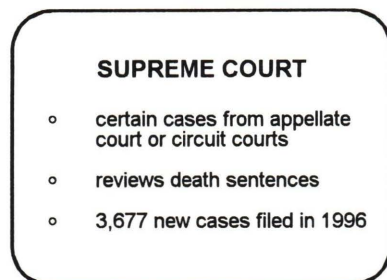 SUPREME COURT
° certain cases from appellate
court or circuit courts
° reviews death sentences
° 3,677 new cases filed in 1996